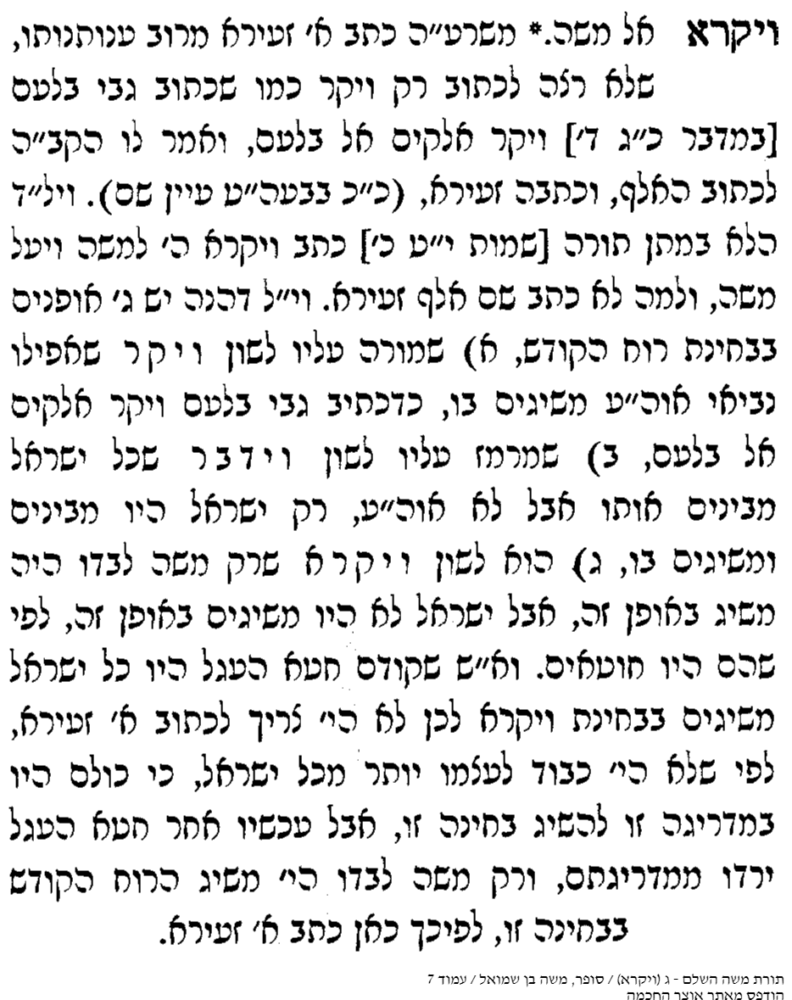 ויקרא אל משה.* משרע״ה כתב א׳ זעירא מרוב ענותנותו,
שלא רצה לכתוב רק ויקר כמו שכתוב גבי בלעם
[במדבר כ״ג ד׳] ויקר אלקים אל בלעם, ואמר לו הקב״ה
לכתוב האלף, וכתבה זעירא, (כ״כ בבעה״ט עיין שם). ויל״ד
הלא במתן תורה [שמות י״ט כ׳] כתב ויקרא ה׳ למשה ויעל
משה, ולמה לא כתב שם אלף זעירא. וי״ל דהנה יש ג׳ אופנים
בבחינת רוח הקודש, א) שמורה עליו לשון ויקר שאפילו
נביאי אוה״ע משיגים בו, כדכתיב גבי בלעם ויקר אלקים
אל בלעם, ב) שמרמז עליו לשון וידבר שכל ישראל
מבינים אותו אבל לא אוה״ע, רק ישראל היו מבינים
ומשיגים בו, ג) הוא לשון ויקרא שרק משה לבדו היה
משיג באופן זה, אבל ישראל לא היו משיגים באופן זה, לפי
שהם היו חוטאים. וא״ש שקודם חטא העגל היו כל ישראל
משיגים בבחינת ויקרא לכן לא הי׳ צריך לכתוב א׳ זעירא,
לפי שלא הי׳ כבוד לעצמו יותר מכל ישראל, כי כולם היו
במדריגה זו להשיג בחינה זו, אבל עכשיו אחר חטא העגל
ירדו ממדריגתם, ורק משה לבדו הי׳ משיג הרוח הקודש
בבחינה זו, לפיכך כאן כתב א׳ זעירא.
תורת משה השלם - ג (ויקרא) / סופר, משה בן שמואל / עמוד 7
הודפס מאתר אוצר החכמה